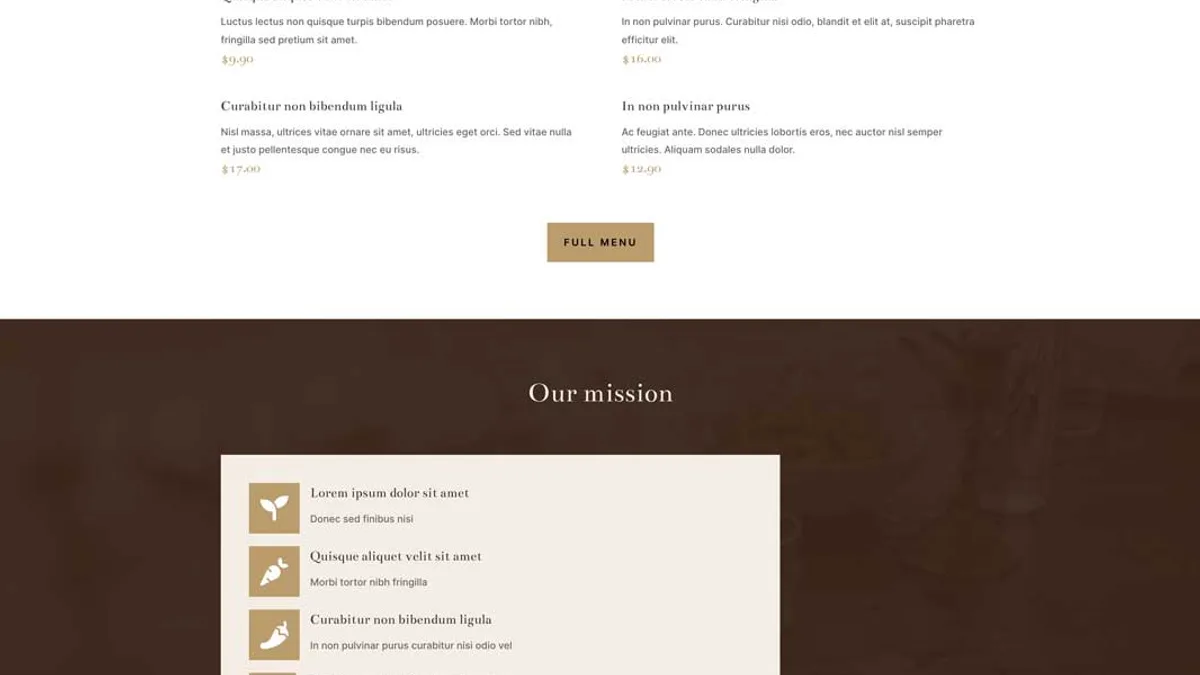 Luctus lectus non quisque turpis bibendum posuere. Morbi tortor nibh,
fringilla sed pretium sit amet.
$9.90
In non pulvinar purus. Curabitur nisi odio, blandit et elit at, suscipit pharetra
efficitur elit.
$16.00
Curabitur non bibendum ligula
Nisl massa, ultrices vitae ornare sit amet, ultricies eget orci. Sed vitae nulla
et justo pellentesque congue nec eu risus.
$17.00
In non pulvinar purus
Ac feugiat ante. Donec ultricies lobortis eros, nec auctor nisl semper
ultricies. Aliquam sodales nulla dolor.
$12.90
FULL MENU
Our mission
Lorem ipsum dolor sit amet
Donec sed finibus nisi
Quisque aliquet velit sit amet
Morbi tortor nibh fringilla
Curabitur non bibendum ligula
In non pulvinar purus curabitur nisi odio vel